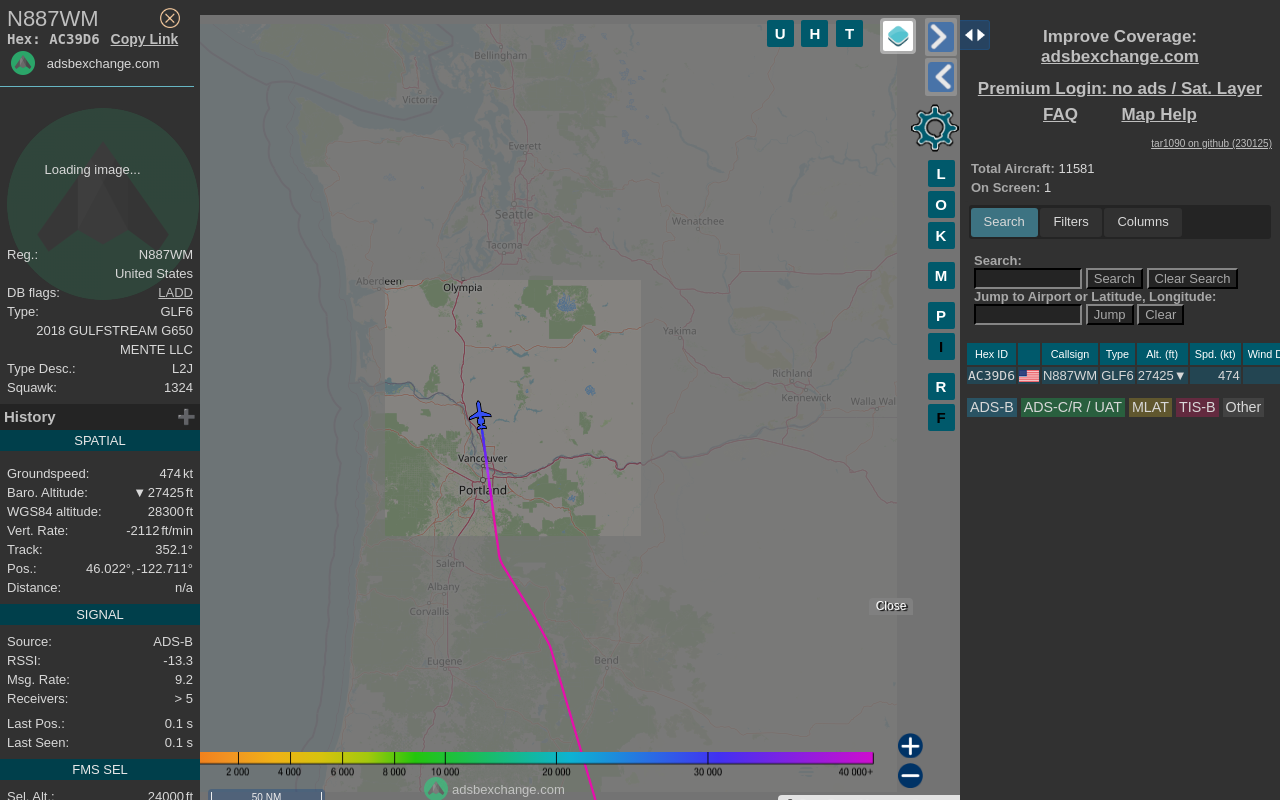 N887WM
Hex: AC39D6 Copy Link
adsbexchange.com
Loading image...
Reg.: N887WM
United States
DB flags: LADD
Type: GLF6
2018 GULFSTREAM G650
MENTE LLC
Type Desc.: L2J
Squawk: 1324
History
SPATIAL
Groundspeed: 474 kt
Baro. Altitude: ▼ 27425 ft
WGS84 altitude: 28300 ft
Vert. Rate: -2112 ft/min
Track: 352.1°
Pos.: 46.022°, -122.711°
Distance: n/a
SIGNAL
Source: ADS-B
RSSI: -13.3
Msg. Rate: 9.2
Receivers: > 5
Last Pos.: 0.1 s
Last Seen: 0.1 s
FMS SEL
Sel. Alt.: 24000 ft
U H T
Bellingham
Victoria
Everett
Seattle
Wenatchee
Tacoma
Aberdeen
Olympia
Yakima
Richland
Kennewick
Walla Wal
Vancouver
Portland
Salem
Albany
Corvallis
Eugene
Bend
L
O
K
M
P
I
R
F
Close
2 000 4 000 6 000 8 000 10 000 20 000 30 000 40 000+
adsbexchange.com
50 NM
Improve Coverage:
adsbexchange.com
Premium Login: no ads / Sat. Layer
FAQ Map Help
tar1090 on github (230125)
Total Aircraft: 11581
On Screen: 1
Search Filters Columns
Search:
Search Clear Search
Jump to Airport or Latitude, Longitude:
Jump Clear
Hex ID Callsign Type Alt. (ft) Spd. (kt) Wind D
AC39D6 N887WM GLF6 27425▼ 474
ADS-B ADS-C/R / UAT MLAT TIS-B Other